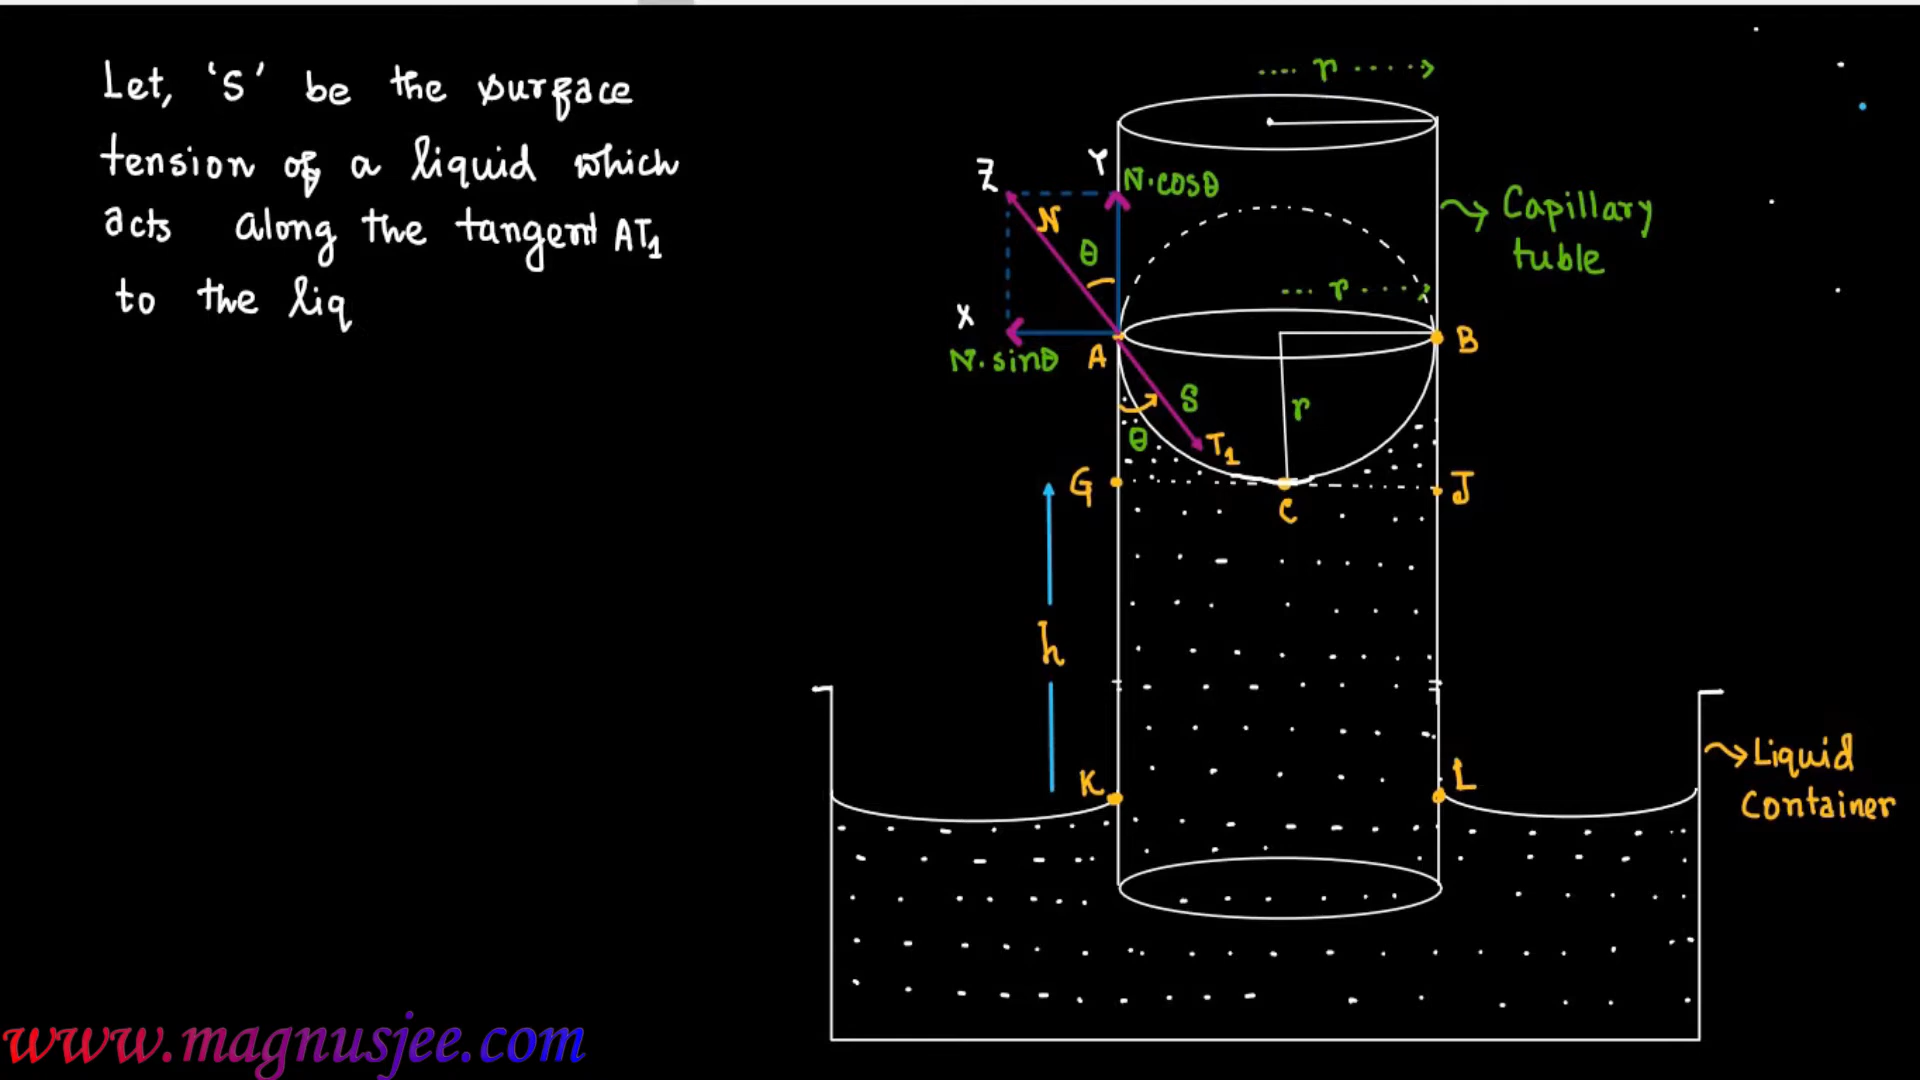 Let, 'S' be the surface
tension of a liquid which
acts along the tangent AT₁
to the liq
r
Z
Y
N·cosθ
N
θ
Capillary
tuble
r
X
A
B
N·sinθ
S
r
θ
T₁
G
C
J
h
K
L
Liquid
Container
www.magnusjee.com